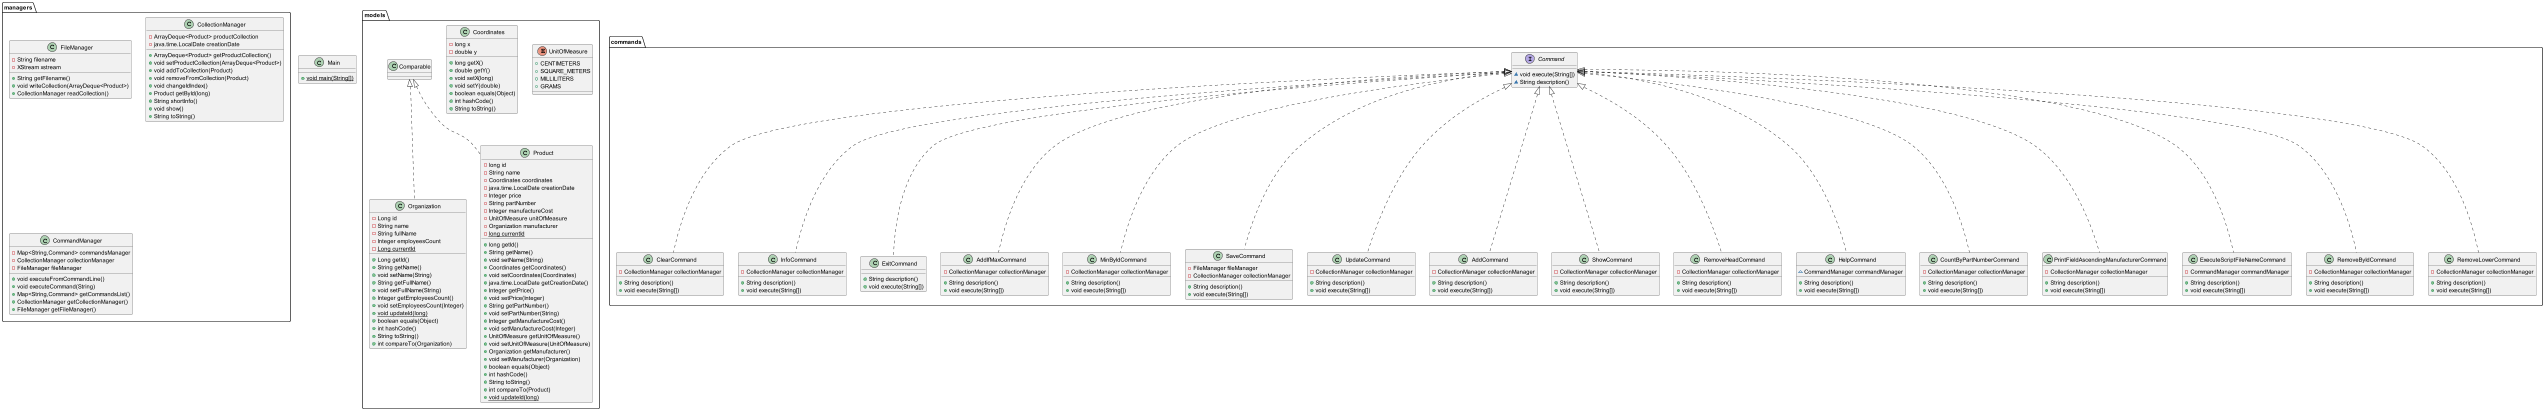 managers
FileManager
String filename
XStream xstream
String getFilename()
void writeCollection(ArrayDeque<Product>)
CollectionManager readCollection()
CollectionManager
ArrayDeque<Product> productCollection
java.time.LocalDate creationDate
ArrayDeque<Product> getProductCollection()
void setProductCollection(ArrayDeque<Product>)
void addToCollection(Product)
void removeFromCollection(Product)
void changeIdIndex()
Product getById(long)
String shortInfo()
void show()
String toString()
CommandManager
Map<String,Command> commandsManager
CollectionManager collectionManager
FileManager fileManager
void executeFromCommandLine()
void executeCommand(String)
Map<String,Command> getCommandsList()
CollectionManager getCollectionManager()
FileManager getFileManager()
Main
void main(String[])
models
Comparable
Coordinates
long x
double y
long getX()
double getY()
void setX(long)
void setY(double)
boolean equals(Object)
int hashCode()
String toString()
UnitOfMeasure
CENTIMETERS
SQUARE_METERS
MILLILITERS
GRAMS
Organization
Long id
String name
String fullName
Integer employeesCount
Long currentId
Long getId()
String getName()
void setName(String)
String getFullName()
void setFullName(String)
Integer getEmployeesCount()
void setEmployeesCount(Integer)
void updateId(long)
boolean equals(Object)
int hashCode()
String toString()
int compareTo(Organization)
Product
long id
String name
Coordinates coordinates
java.time.LocalDate creationDate
Integer price
String partNumber
Integer manufactureCost
UnitOfMeasure unitOfMeasure
Organization manufacturer
long currentId
long getId()
String getName()
void setName(String)
Coordinates getCoordinates()
void setCoordinates(Coordinates)
java.time.LocalDate getCreationDate()
Integer getPrice()
void setPrice(Integer)
String getPartNumber()
void setPartNumber(String)
Integer getManufactureCost()
void setManufactureCost(Integer)
UnitOfMeasure getUnitOfMeasure()
void setUnitOfMeasure(UnitOfMeasure)
Organization getManufacturer()
void setManufacturer(Organization)
boolean equals(Object)
int hashCode()
String toString()
int compareTo(Product)
void updateId(long)
commands
Command
void execute(String[])
String description()
ClearCommand
CollectionManager collectionManager
String description()
void execute(String[])
InfoCommand
CollectionManager collectionManager
String description()
void execute(String[])
ExitCommand
String description()
void execute(String[])
AddIfMaxCommand
CollectionManager collectionManager
String description()
void execute(String[])
MinByIdCommand
CollectionManager collectionManager
String description()
void execute(String[])
SaveCommand
FileManager fileManager
CollectionManager collectionManager
String description()
void execute(String[])
UpdateCommand
CollectionManager collectionManager
String description()
void execute(String[])
AddCommand
CollectionManager collectionManager
String description()
void execute(String[])
ShowCommand
CollectionManager collectionManager
String description()
void execute(String[])
RemoveHeadCommand
CollectionManager collectionManager
String description()
void execute(String[])
HelpCommand
CommandManager commandManager
String description()
void execute(String[])
CountByPartNumberCommand
CollectionManager collectionManager
String description()
void execute(String[])
PrintFieldAscendingManufacturerCommand
CollectionManager collectionManager
String description()
void execute(String[])
ExecuteScriptFileNameCommand
CommandManager commandManager
String description()
void execute(String[])
RemoveByIdCommand
CollectionManager collectionManager
String description()
void execute(String[])
RemoveLowerCommand
CollectionManager collectionManager
String description()
void execute(String[])